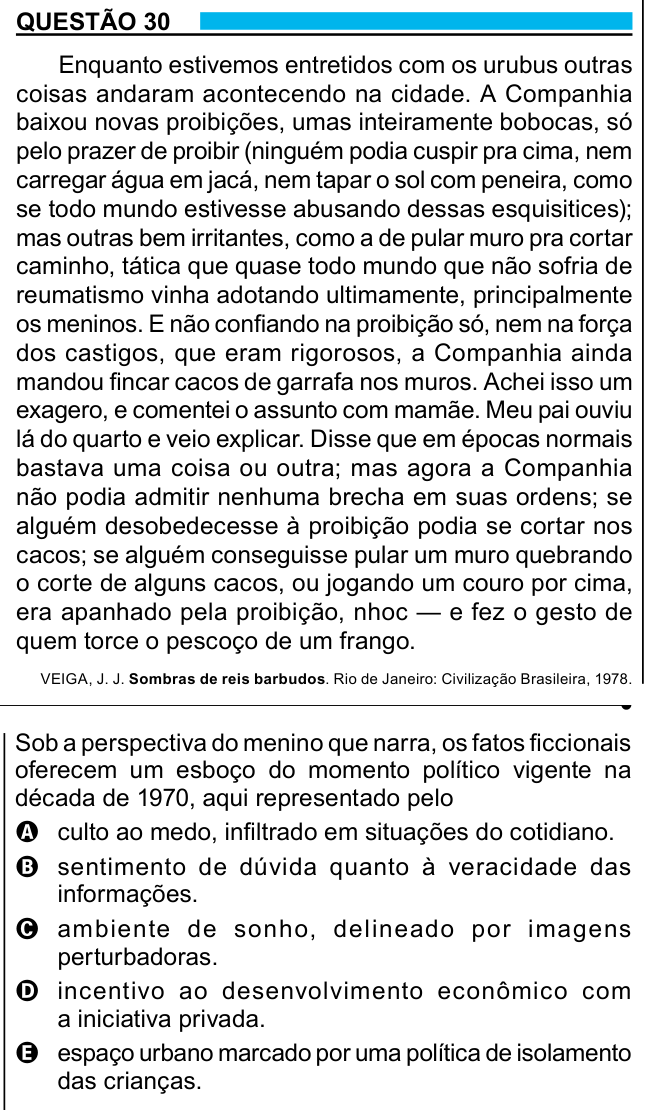 QUESTÃO 30
Enquanto estivemos entretidos com os urubus outras
coisas andaram acontecendo na cidade. A Companhia
baixou novas proibições, umas inteiramente bobocas, só
pelo prazer de proibir (ninguém podia cuspir pra cima, nem
carregar água em jacá, nem tapar o sol com peneira, como
se todo mundo estivesse abusando dessas esquisitices);
mas outras bem irritantes, como a de pular muro pra cortar
caminho, tática que quase todo mundo que não sofria de
reumatismo vinha adotando ultimamente, principalmente
os meninos. E não confiando na proibição só, nem na força
dos castigos, que eram rigorosos, a Companhia ainda
mandou fincar cacos de garrafa nos muros. Achei isso um
exagero, e comentei o assunto com mamãe. Meu pai ouviu
lá do quarto e veio explicar. Disse que em épocas normais
bastava uma coisa ou outra; mas agora a Companhia
não podia admitir nenhuma brecha em suas ordens; se
alguém desobedecesse à proibição podia se cortar nos
cacos; se alguém conseguisse pular um muro quebrando
o corte de alguns cacos, ou jogando um couro por cima,
era apanhado pela proibição, nhoc — e fez o gesto de
quem torce o pescoço de um frango.
VEIGA, J. J. Sombras de reis barbudos. Rio de Janeiro: Civilização Brasileira, 1978.
Sob a perspectiva do menino que narra, os fatos ficcionais
oferecem um esboço do momento político vigente na
década de 1970, aqui representado pelo
A culto ao medo, infiltrado em situações do cotidiano.
B sentimento de dúvida quanto à veracidade das
informações.
C ambiente de sonho, delineado por imagens
perturbadoras.
D incentivo ao desenvolvimento econômico com
a iniciativa privada.
E espaço urbano marcado por uma política de isolamento
das crianças.